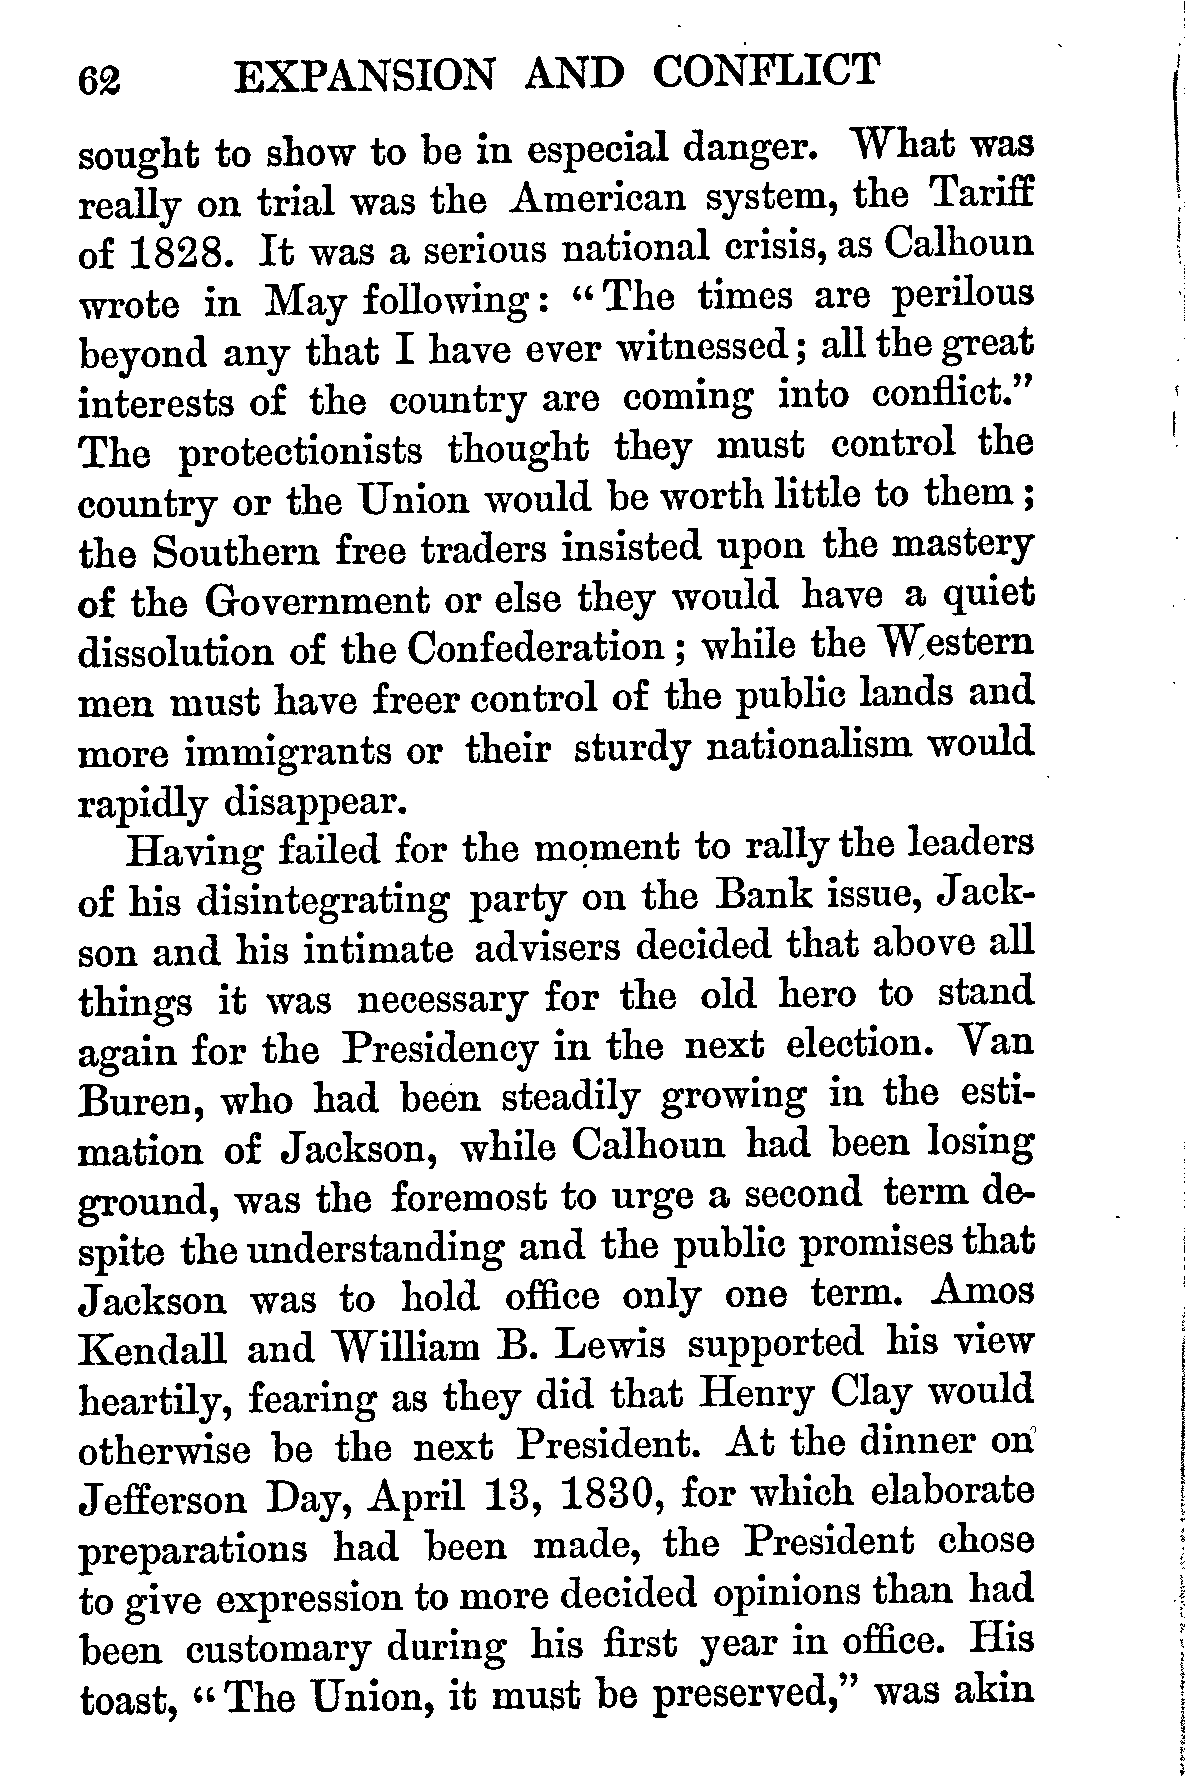 62 EXPANSION AND CONFLICT
sought to show to be in especial danger. What was
really on trial was the American system, the Tariff
of 1828. It was a serious national crisis, as Calhoun
wrote in May following: “The times are perilous
beyond any that I have ever witnessed; all the great
interests of the country are coming into conflict.”
The protectionists thought they must control the
country or the Union would be worth little to them;
the Southern free traders insisted upon the mastery
of the Government or else they would have a quiet
dissolution of the Confederation; while the Western
men must have freer control of the public lands and
more immigrants or their sturdy nationalism would
rapidly disappear.
Having failed for the moment to rally the leaders
of his disintegrating party on the Bank issue, Jack-
son and his intimate advisers decided that above all
things it was necessary for the old hero to stand
again for the Presidency in the next election. Van
Buren, who had been steadily growing in the esti-
mation of Jackson, while Calhoun had been losing
ground, was the foremost to urge a second term de-
spite the understanding and the public promises that
Jackson was to hold office only one term. Amos
Kendall and William B. Lewis supported his view
heartily, fearing as they did that Henry Clay would
otherwise be the next President. At the dinner on
Jefferson Day, April 13, 1830, for which elaborate
preparations had been made, the President chose
to give expression to more decided opinions than had
been customary during his first year in office. His
toast, “The Union, it must be preserved,” was akin